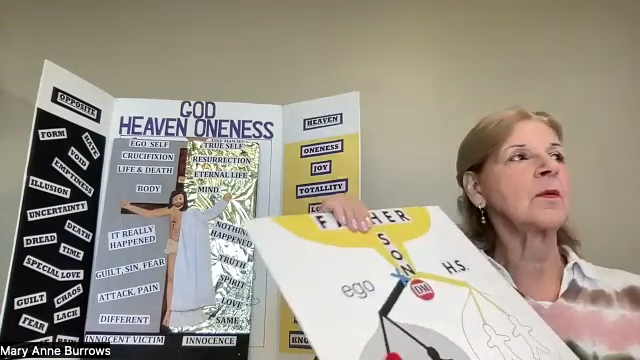 OPPOSITE
FORM
HATE
VOID
EMPTINESS
ILLUSION
UNCERTAINTY
DEATH
DREAD
TIME
SPECIAL LOVE
GUILT
CHAOS
LACK
FEAR
GOD
HEAVEN ONENESS
EGO SELF
CRUCIFIXION
LIFE & DEATH
BODY
IT REALLY
HAPPENED
GUILT, SIN, FEAR
ATTACK, PAIN
DIFFERENT
INNOCENT VICTIM
TRUE SELF
RESURRECTION
ETERNAL LIFE
MIND
NOTHING
HAPPENED
TRUTH
SPIRIT
LOVE
SAME
INNOCENCE
HEAVEN
ONENESS
JOY
TOTALITY
FATHER
SON
ego
H.S.
DM
Mary Anne Burrows